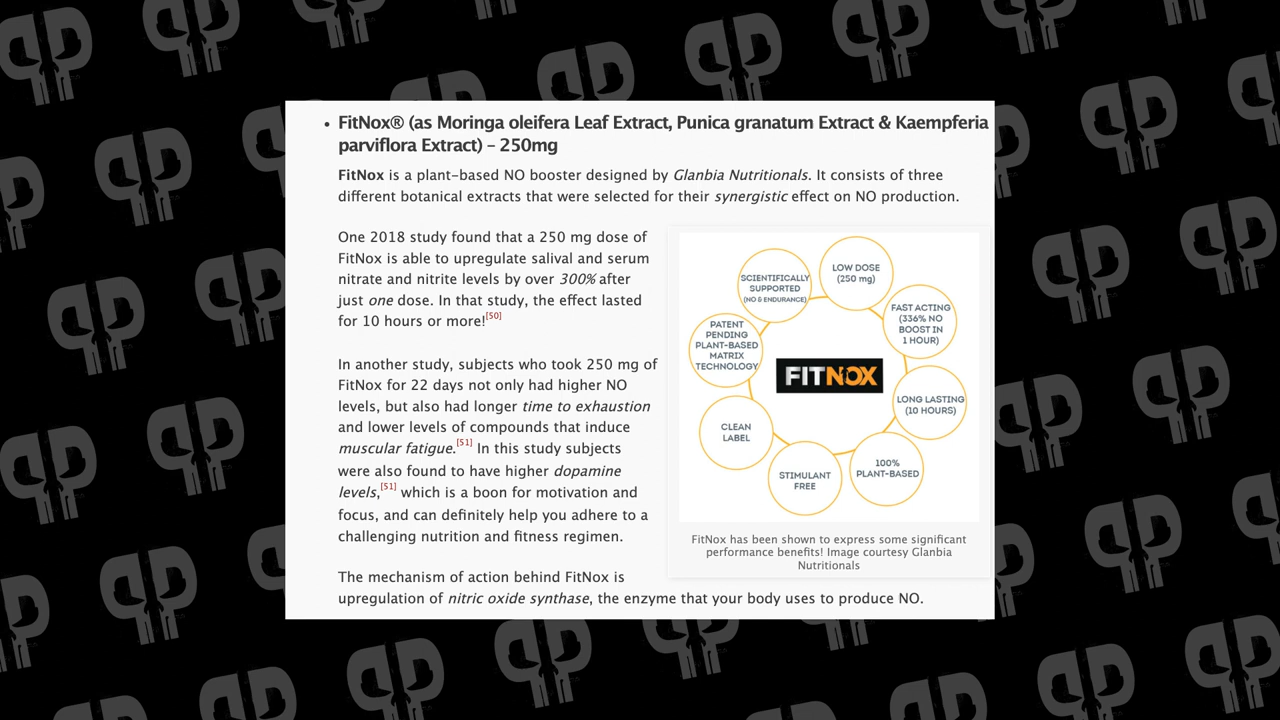 • FitNox® (as Moringa oleifera Leaf Extract, Punica granatum Extract & Kaempferia
parviflora Extract) – 250mg
FitNox is a plant-based NO booster designed by Glanbia Nutritionals. It consists of three
different botanical extracts that were selected for their synergistic effect on NO production.
One 2018 study found that a 250 mg dose of
FitNox is able to upregulate salival and serum
nitrate and nitrite levels by over 300% after
just one dose. In that study, the effect lasted
for 10 hours or more![50]
In another study, subjects who took 250 mg of
FitNox for 22 days not only had higher NO
levels, but also had longer time to exhaustion
and lower levels of compounds that induce
muscular fatigue.[51] In this study subjects
were also found to have higher dopamine
levels,[51] which is a boon for motivation and
focus, and can definitely help you adhere to a
challenging nutrition and fitness regimen.
SCIENTIFICALLY
SUPPORTED
(NO & ENDURANCE)
LOW DOSE
(250 mg)
FAST ACTING
(336% NO
BOOST IN
1 HOUR)
LONG LASTING
(10 HOURS)
100%
PLANT-BASED
STIMULANT
FREE
CLEAN
LABEL
PATENT
PENDING
PLANT-BASED
MATRIX
TECHNOLOGY
FITNOX
FitNox has been shown to express some significant
performance benefits! Image courtesy Glanbia
Nutritionals
The mechanism of action behind FitNox is
upregulation of nitric oxide synthase, the enzyme that your body uses to produce NO.